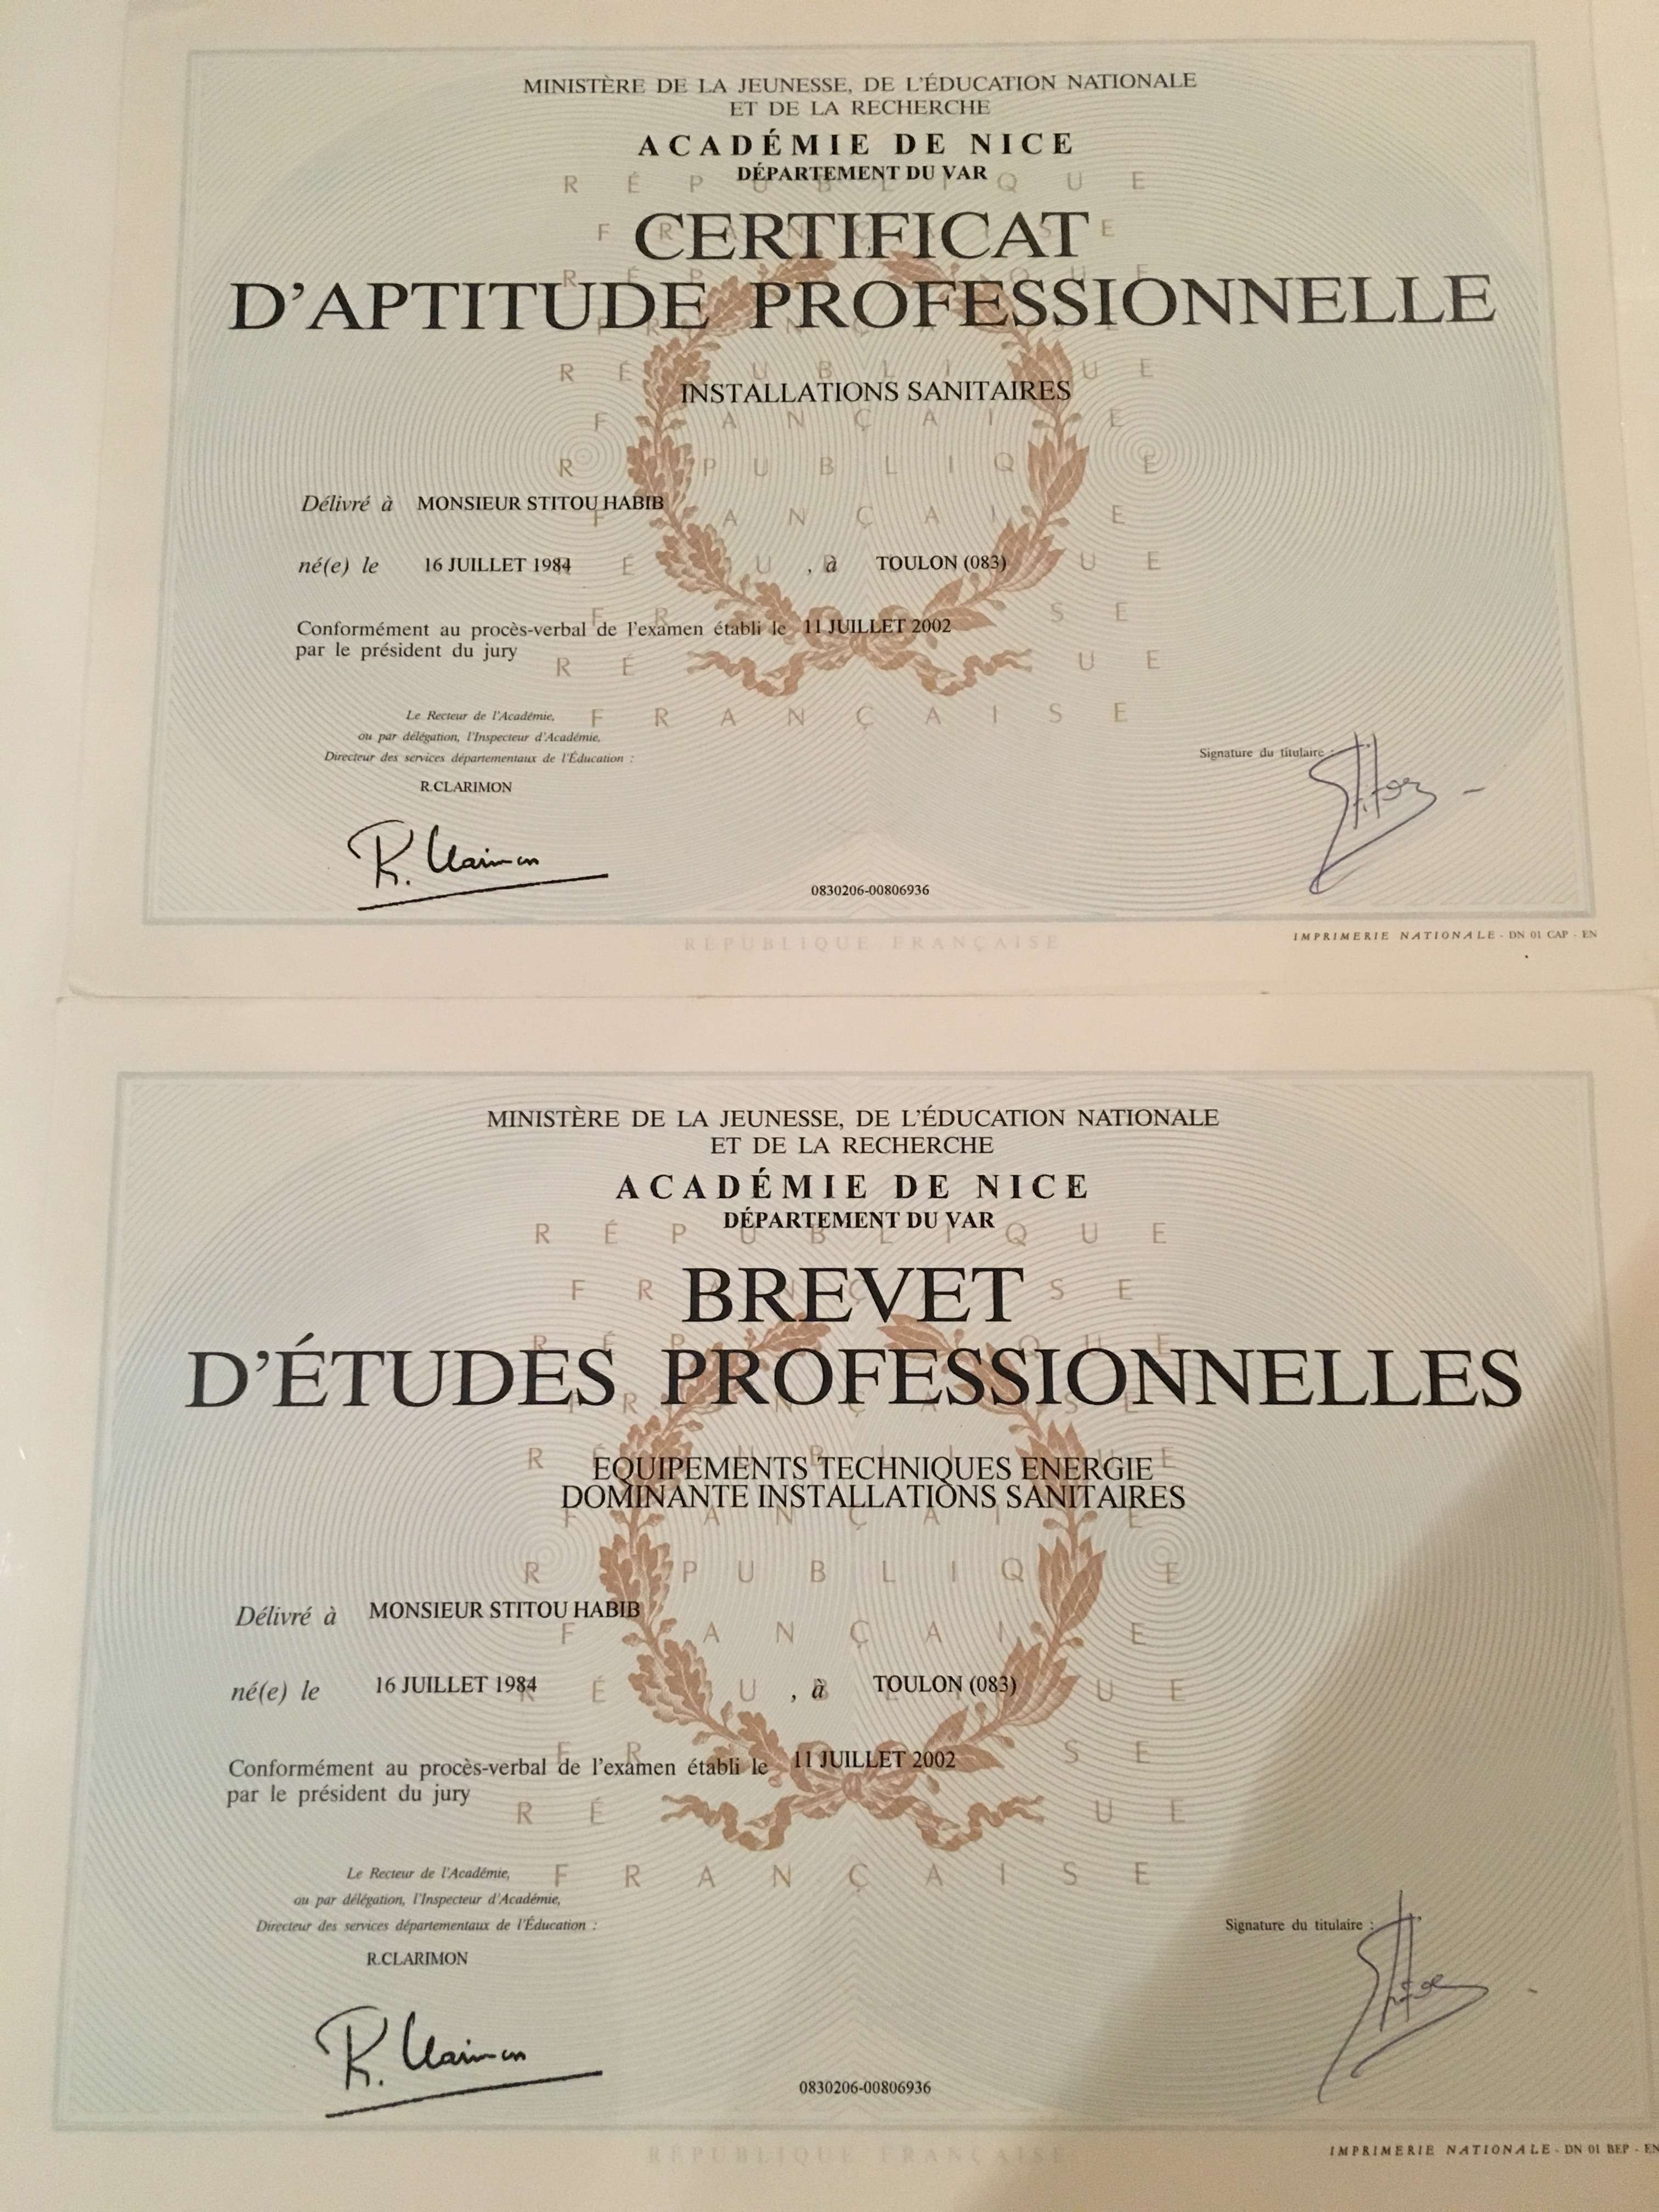 MINISTÈRE DE LA JEUNESSE, DE L'ÉDUCATION NATIONALE
ET DE LA RECHERCHE
ACADÉMIE DE NICE
DÉPARTEMENT DU VAR
CERTIFICAT
D'APTITUDE PROFESSIONNELLE
INSTALLATIONS SANITAIRES
Délivré à MONSIEUR STITOU HABIB
né(e) le 16 JUILLET 1984 , à TOULON (083)
Conformément au procès-verbal de l'examen établi le 11 JUILLET 2002
par le président du jury
Le Recteur de l'Académie,
ou par délégation, l'Inspecteur d'Académie,
Directeur des services départementaux de l'Éducation :
Signature du titulaire :
R.CLARIMON
R. Clarimon
0830206-00806936
RÉPUBLIQUE FRANÇAISE
IMPRIMERIE NATIONALE - DN 01 CAP - EN
MINISTÈRE DE LA JEUNESSE, DE L'ÉDUCATION NATIONALE
ET DE LA RECHERCHE
ACADÉMIE DE NICE
DÉPARTEMENT DU VAR
BREVET
D'ÉTUDES PROFESSIONNELLES
EQUIPEMENTS TECHNIQUES ENERGIE
DOMINANTE INSTALLATIONS SANITAIRES
Délivré à MONSIEUR STITOU HABIB
né(e) le 16 JUILLET 1984 , à TOULON (083)
Conformément au procès-verbal de l'examen établi le 11 JUILLET 2002
par le président du jury
Le Recteur de l'Académie,
ou par délégation, l'Inspecteur d'Académie,
Directeur des services départementaux de l'Éducation :
Signature du titulaire :
R.CLARIMON
R. Clarimon
0830206-00806936
RÉPUBLIQUE FRANÇAISE
IMPRIMERIE NATIONALE - DN 01 BEP - EN